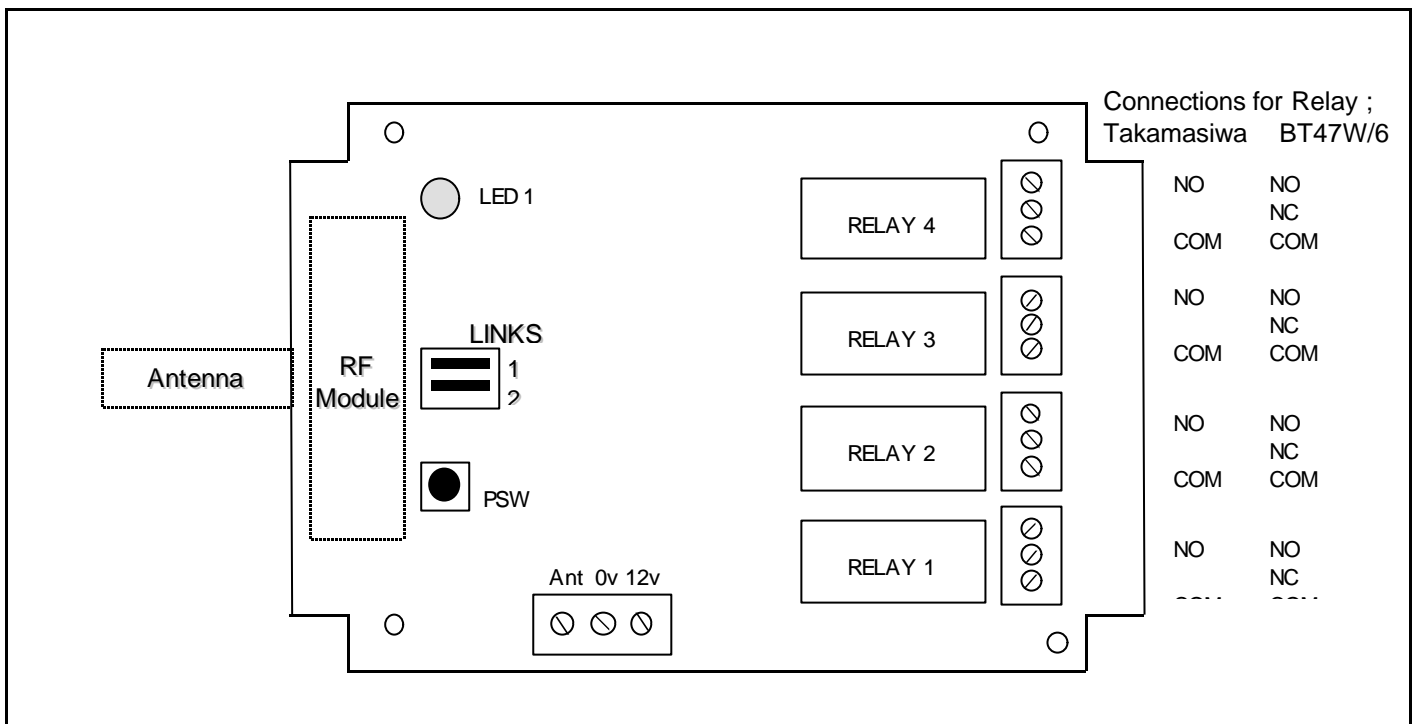 Connections for Relay ;
Takamasiwa BT47W/6
LED 1
RELAY 4
NO NO
NC
COM COM
LINKS
1
2
RELAY 3
NO NO
NC
COM COM
Antenna
RF
Module
RELAY 2
NO NO
NC
COM COM
PSW
RELAY 1
NO NO
NC
Ant 0v 12v